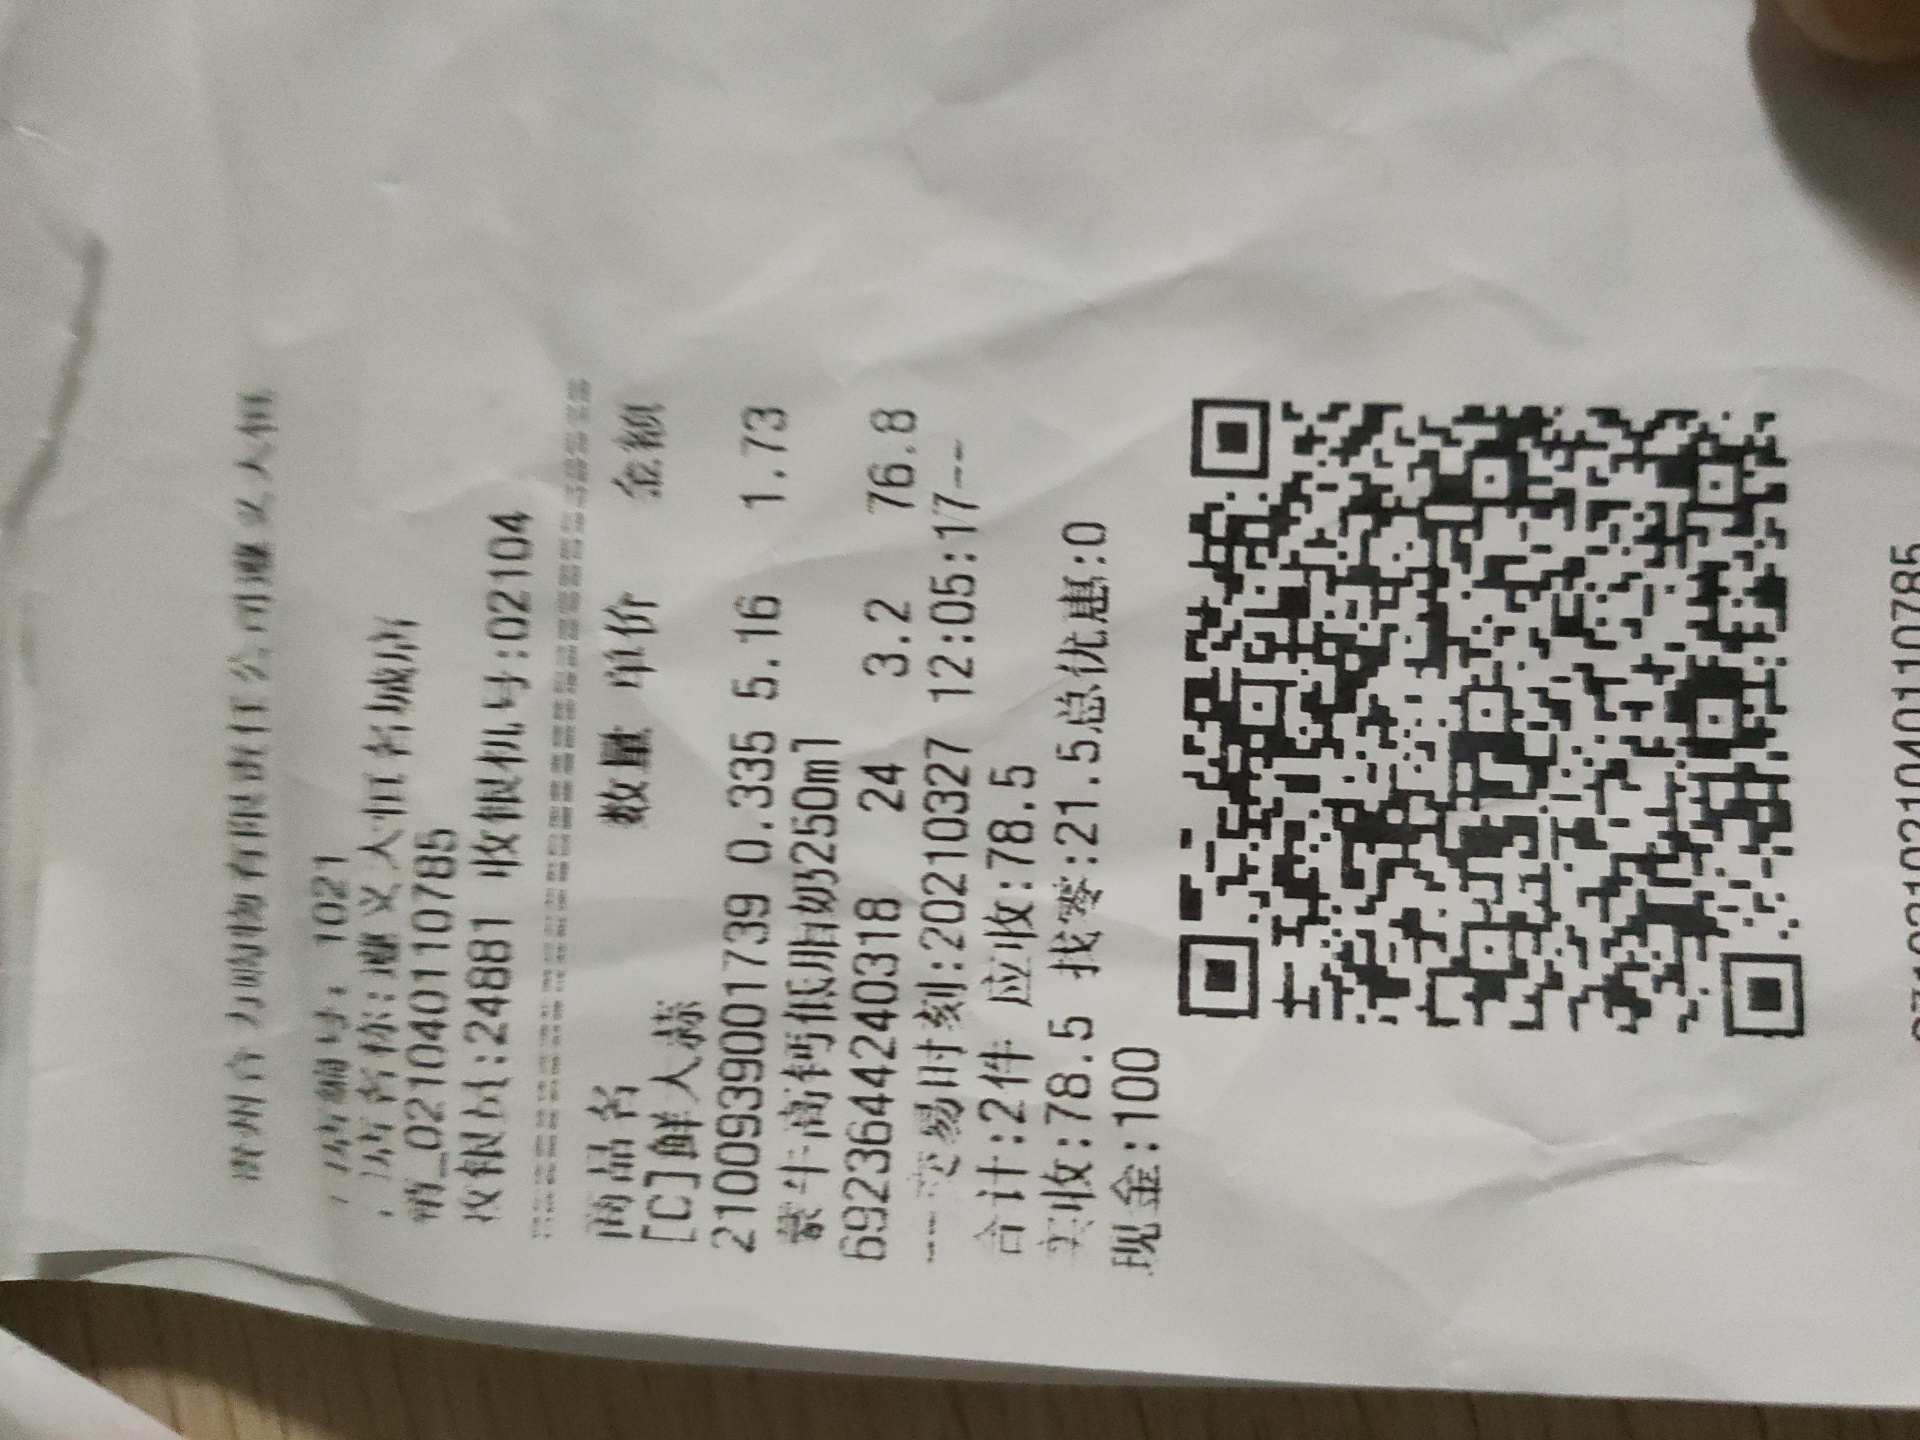 贵州合力购物有限责任公司遵义大恒
门店编号: 1021
门店名称:遵义大恒名城店
销_02104011０785
收银员:24881 收银机号:02104
商品名 数量 单价 金额
[C]鲜大蒜
2100939001739 0.335 5.16 1.73
蒙牛高钙低脂奶250ml
6923644240318 24 3.2 76.8
---交易时刻:20210327 12:05:17--
合计:2件 应收:78.5
实收:78.5 找零:21.5总优惠:0
现金:100